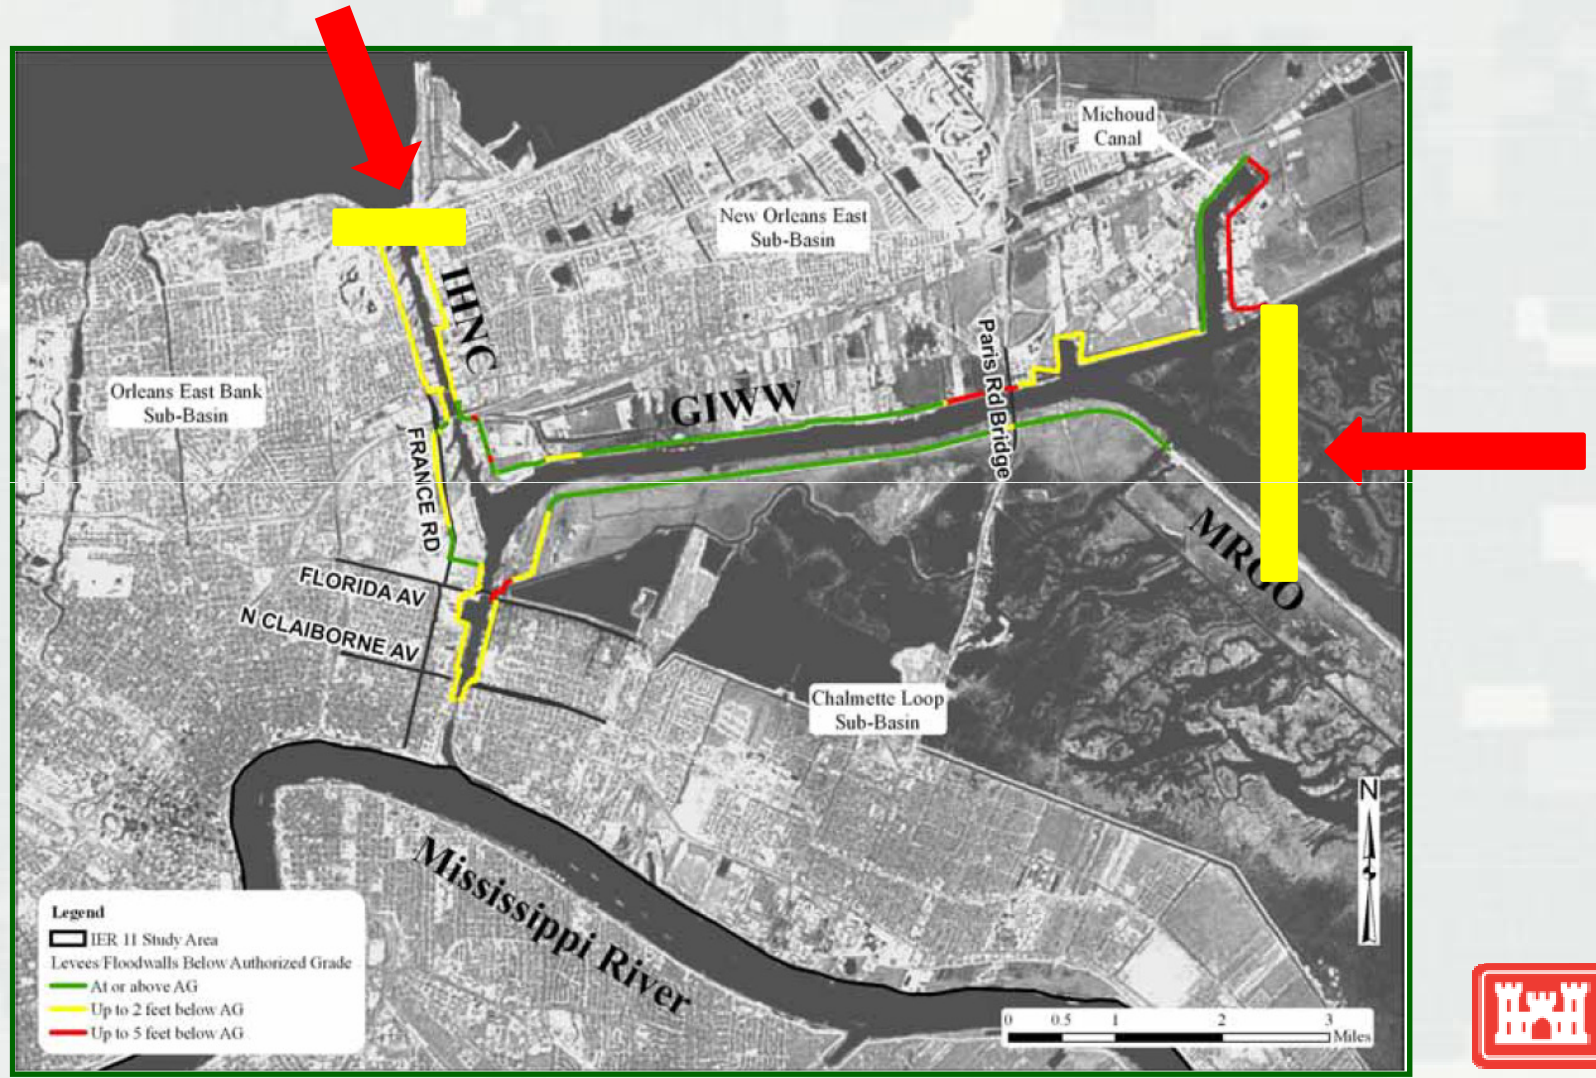 Michoud
Canal
New Orleans East
Sub-Basin
IHNC
Orleans East Bank
Sub-Basin
GIWW
Paris Rd Bridge
FRANCE RD
MRGO
FLORIDA AV
N CLAIBORNE AV
Chalmette Loop
Sub-Basin
Mississippi River
N
Legend
IER 11 Study Area
Levees/Floodwalls Below Authorized Grade
At or above AG
Up to 2 feet below AG
Up to 5 feet below AG
0 0.5 1 2 3
Miles